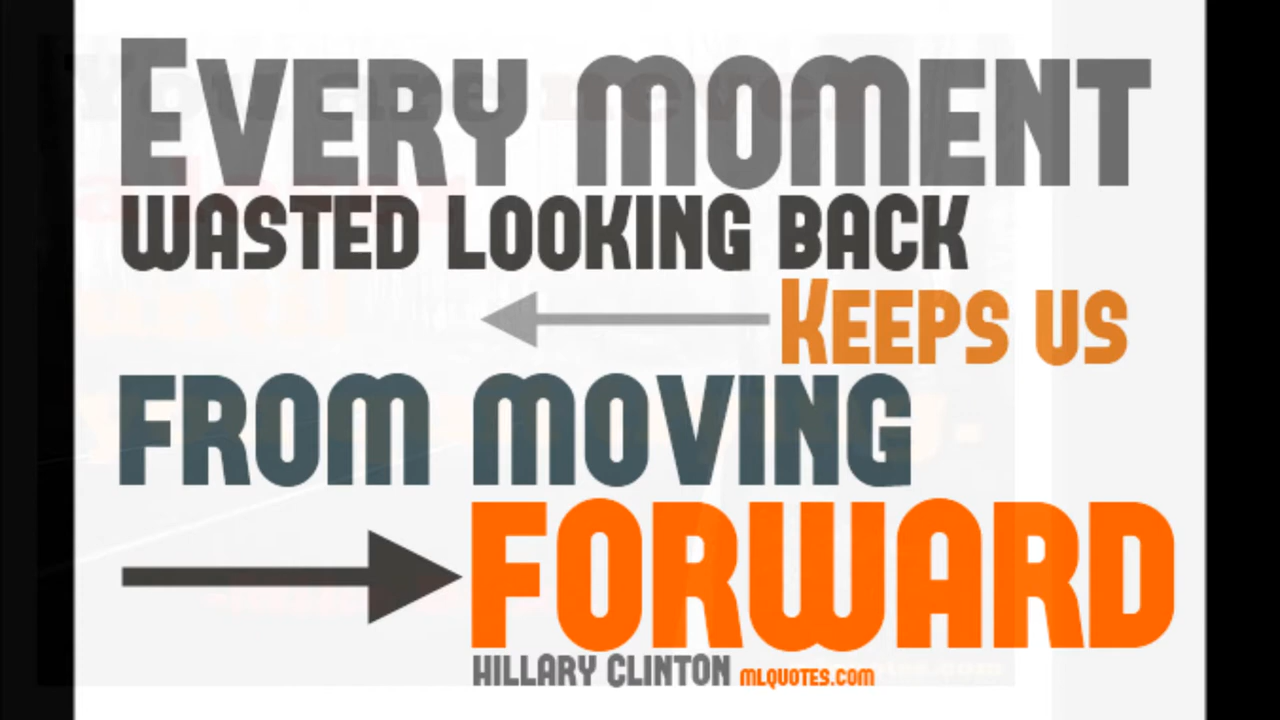 Every moment
wasted looking back
Keeps us
from moving
forward
Hillary Clinton mlquotes.com